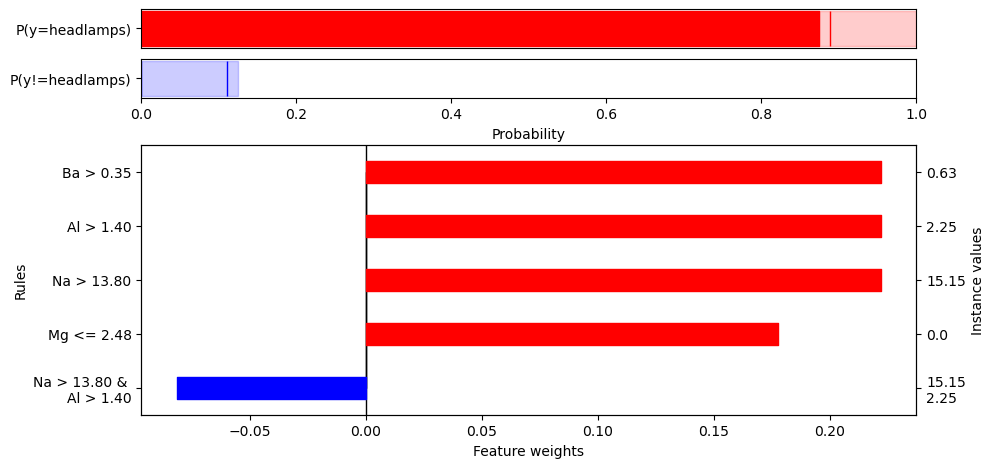 P(y=headlamps)
P(y!=headlamps)
0.0 0.2 0.4 0.6 0.8 1.0
Probability
Rules
Ba > 0.35 0.63
Al > 1.40 2.25
Na > 13.80 15.15
Mg <= 2.48 0.0
Na > 13.80 & 15.15
Al > 1.40 2.25
Instance values
−0.05 0.00 0.05 0.10 0.15 0.20
Feature weights